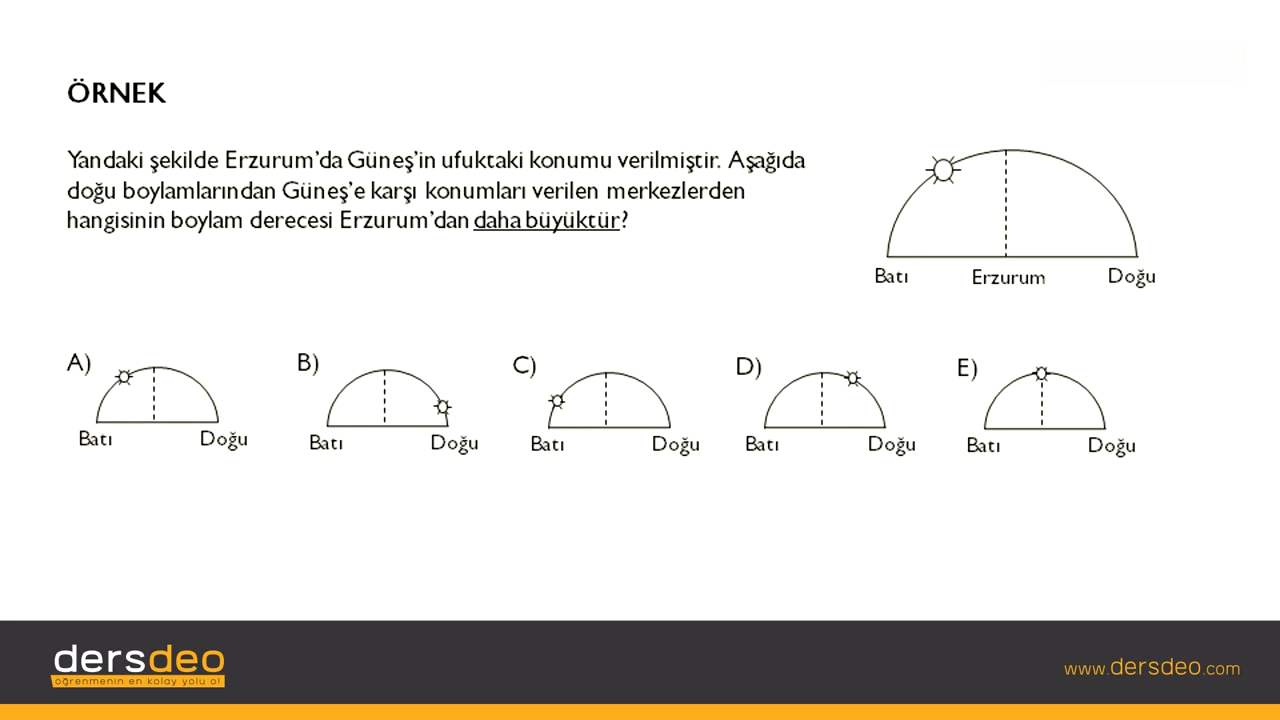 ÖRNEK
Yandaki şekilde Erzurum’da Güneş’in ufuktaki konumu verilmiştir. Aşağıda
doğu boylamlarından Güneş’e karşı konumları verilen merkezlerden
hangisinin boylam derecesi Erzurum’dan daha büyüktür?
Batı Erzurum Doğu
A) B) C) D) E)
Batı Doğu Batı Doğu Batı Doğu Batı Doğu Batı Doğu
dersdeo
öğrenmenin en kolay yolu o!
www.dersdeo.com